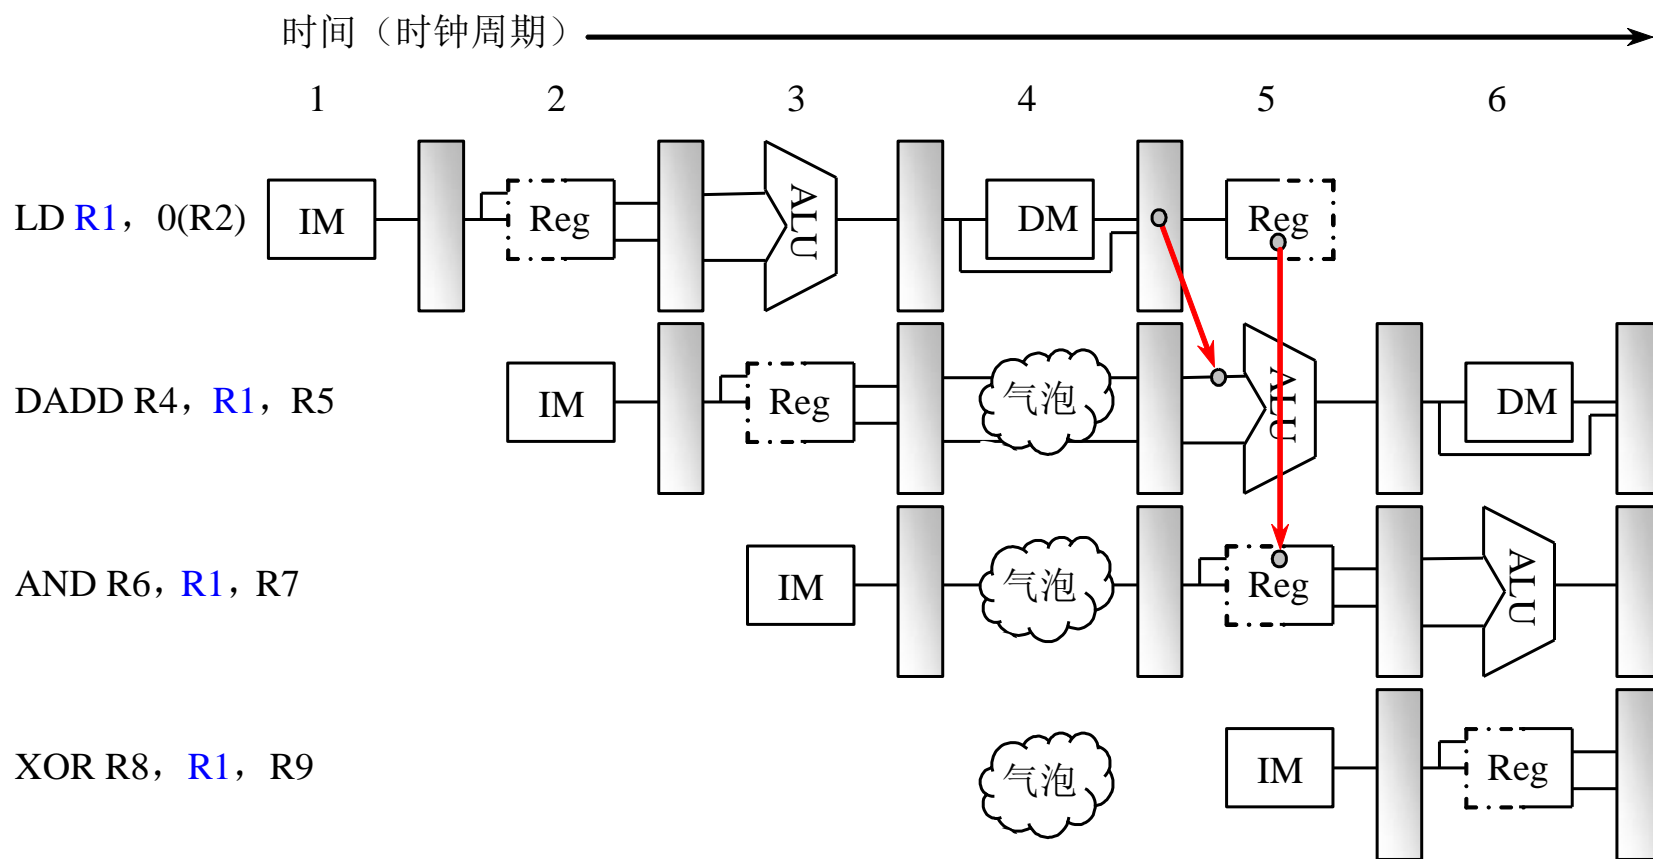 时间（时钟周期）
1 2 3 4 5 6
LD R1，0(R2) IM Reg ALU DM Reg
DADD R4，R1，R5 IM Reg 气泡 ALU DM
AND R6，R1，R7 IM 气泡 Reg ALU
XOR R8，R1，R9 气泡 IM Reg